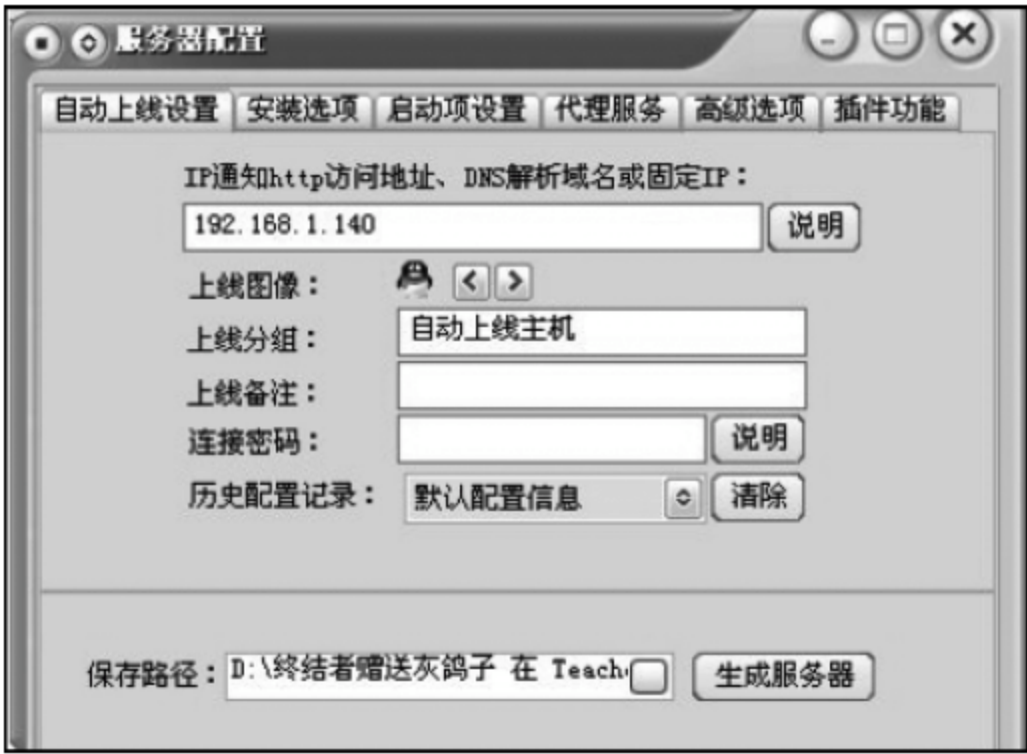 服务器配置
自动上线设置 安装选项 启动项设置 代理服务 高级选项 插件功能
IP通知http访问地址、DNS解析域名或固定IP：
192.168.1.140 说明
上线图像：
上线分组： 自动上线主机
上线备注：
连接密码： 说明
历史配置记录： 默认配置信息 清除
保存路径： D:\终结者赠送灰鸽子 在 Teach 生成服务器